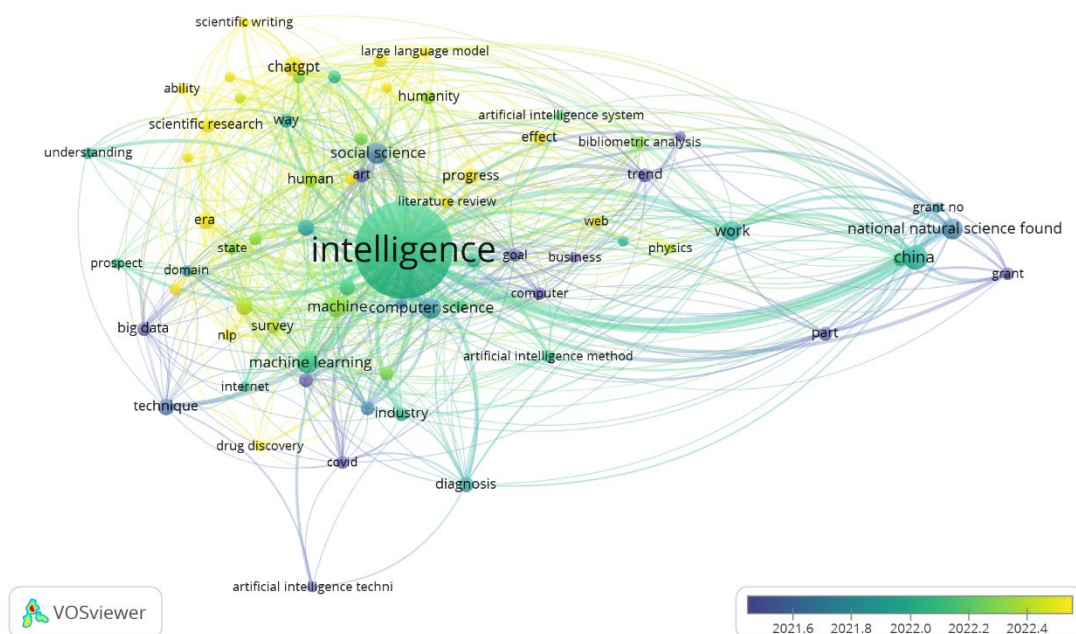 scientific writing
large language model
chatgpt
ability
humanity
artificial intelligence system
scientific research
way
effect
bibliometric analysis
understanding
social science
art
human
progress
trend
literature review
era
web
grant no
work
national natural science found
state
intelligence
physics
goal
business
china
prospect
domain
grant
computer
machine
computer science
big data
nlp
survey
part
machine learning
artificial intelligence method
internet
technique
industry
drug discovery
covid
diagnosis
artificial intelligence techni
VOSviewer
2021.6 2021.8 2022.0 2022.2 2022.4